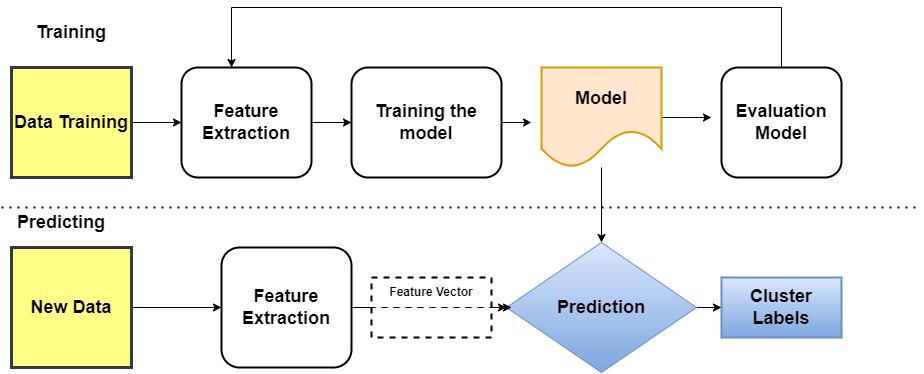 Training
Data Training
Feature
Extraction
Training the
model
Model
Evaluation
Model
Predicting
New Data
Feature
Extraction
Feature Vector
Prediction
Cluster
Labels